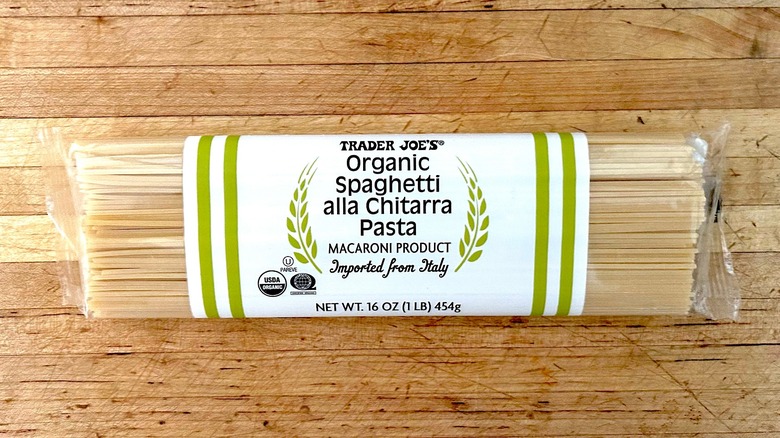 TRADER JOE'S®
Organic
Spaghetti
alla Chitarra
Pasta
MACARONI PRODUCT
Imported from Italy
U
PAREVE
USDA
ORGANIC
NET WT. 16 OZ (1 LB) 454g